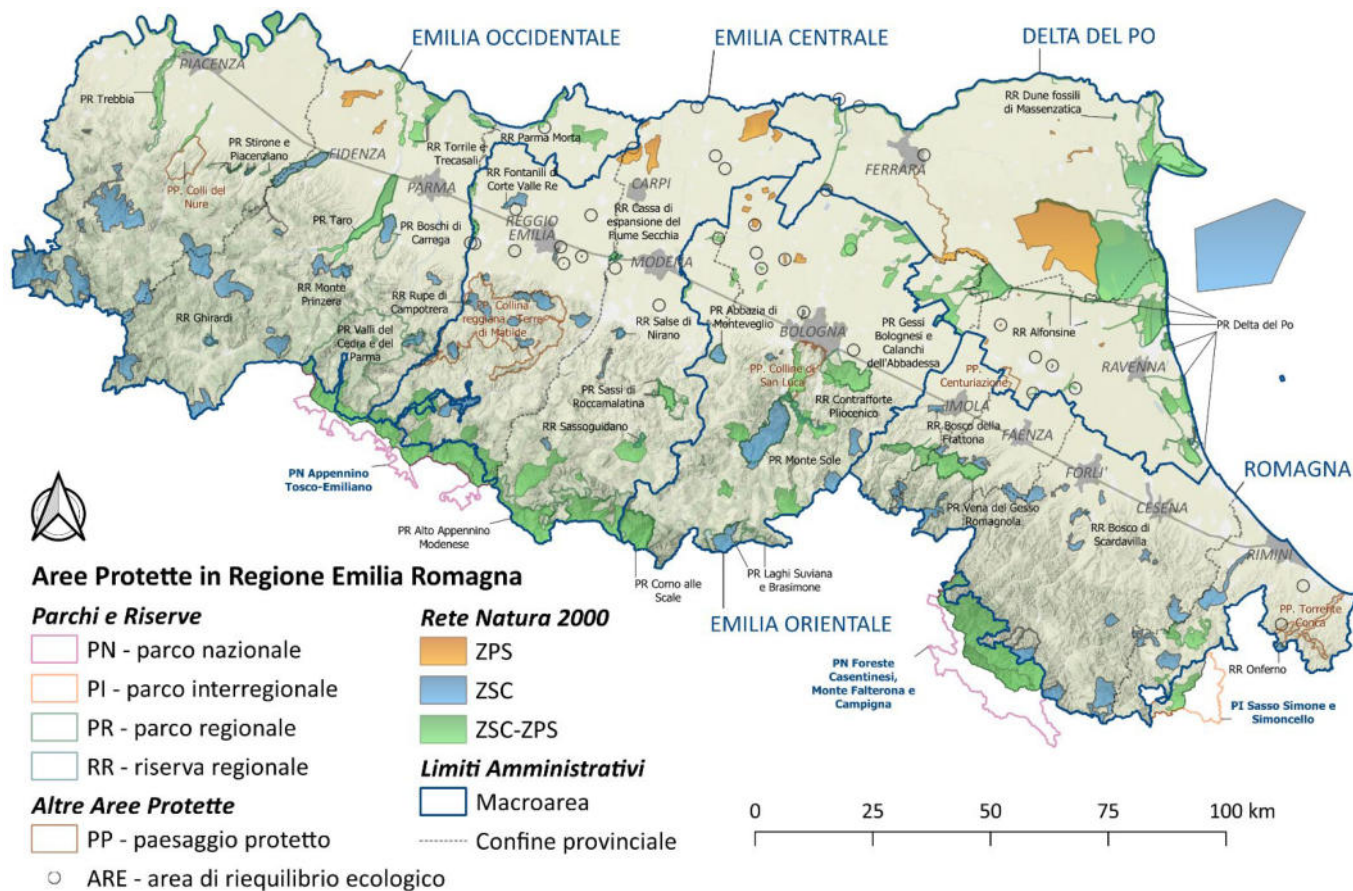 EMILIA OCCIDENTALE
EMILIA CENTRALE
DELTA DEL PO
PIACENZA
PR Trebbia
RR Dune fossili
di Massenzatica
PR Stirone e
Piacenziano
FIDENZA
RR Torrile e
Trecasali
RR Parma Morta
FERRARA
PP. Colli del
Nure
PARMA
RR Fontanili di
Corte Valle Re
CARPI
PR Taro
PR Boschi di
Carrega
REGGIO
EMILIA
RR Cassa di
espansione del
Fiume Secchia
MODENA
RR Monte
Prinzera
RR Rupe di
Campotrera
PP. Collina
reggiana - Terre
di Matilde
RR Ghirardi
PR Valli del
Cedra e del
Parma
RR Salse di
Nirano
PR Abbazia di
Monteveglio
BOLOGNA
PR Gessi
Bolognesi e
Calanchi
dell'Abbadessa
RR Alfonsine
PR Delta del Po
RAVENNA
PP. Colline di
San Luca
PP.
Centuriazione
PR Sassi di
Roccamalatina
RR Contrafforte
Pliocenico
IMOLA
RR Sassoguidano
RR Bosco della
Frattona
FAENZA
PR Monte Sole
PN Appennino
Tosco-Emiliano
FORLI'
ROMAGNA
PR Vena del Gesso
Romagnola
CESENA
PR Alto Appennino
Modenese
RR Bosco di
Scardavilla
RIMINI
PR Corno alle
Scale
PR Laghi Suviana
e Brasimone
EMILIA ORIENTALE
PP. Torrente
Conca
RR Onferno
PN Foreste
Casentinesi,
Monte Falterona e
Campigna
PI Sasso Simone e
Simoncello
Aree Protette in Regione Emilia Romagna
Parchi e Riserve
PN - parco nazionale
PI - parco interregionale
PR - parco regionale
RR - riserva regionale
Altre Aree Protette
PP - paesaggio protetto
ARE - area di riequilibrio ecologico
Rete Natura 2000
ZPS
ZSC
ZSC-ZPS
Limiti Amministrativi
Macroarea
Confine provinciale
0 25 50 75 100 km